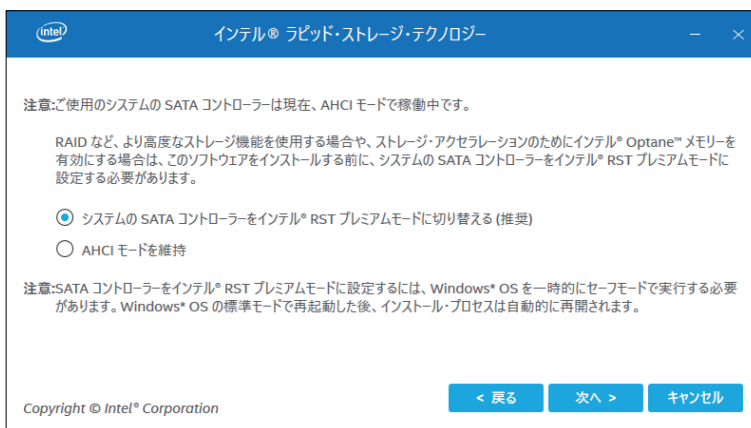 intel
インテル® ラピッド・ストレージ・テクノロジー
注意:ご使用のシステムの SATA コントローラーは現在、AHCI モードで稼働中です。
RAID など、より高度なストレージ機能を使用する場合や、ストレージ・アクセラレーションのためにインテル® Optane™ メモリーを
有効にする場合は、このソフトウェアをインストールする前に、システムの SATA コントローラーをインテル® RST プレミアムモードに
設定する必要があります。
システムの SATA コントローラーをインテル® RST プレミアムモードに切り替える (推奨)
AHCI モードを維持
注意:SATA コントローラーをインテル® RST プレミアムモードに設定するには、Windows* OS を一時的にセーフモードで実行する必要
があります。Windows* OS の標準モードで再起動した後、インストール・プロセスは自動的に再開されます。
< 戻る
次へ >
キャンセル
Copyright © Intel® Corporation